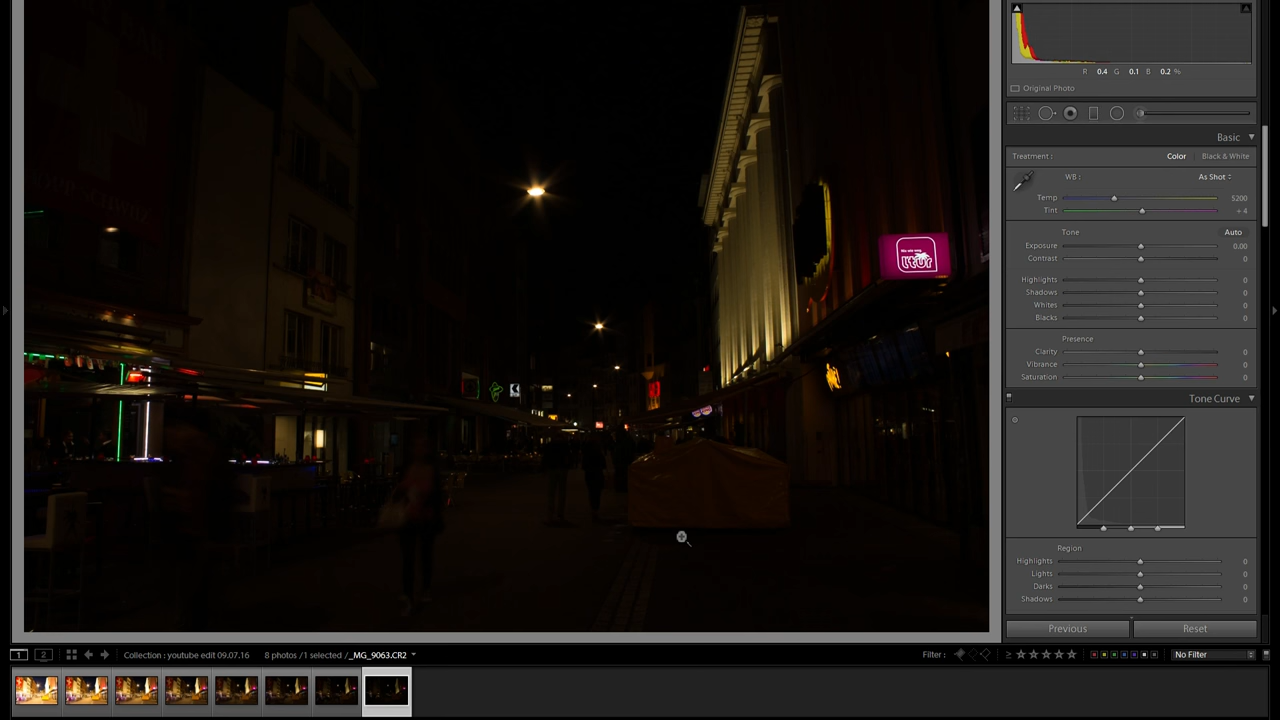 R 0.4 G 0.1 B 0.2 %
Original Photo
Basic
Treatment : Color Black & White
WB : As Shot
Temp 5200
Tint + 4
Tone Auto
Exposure 0.00
Contrast 0
Highlights 0
Shadows 0
Whites 0
Blacks 0
Presence
Clarity 0
Vibrance 0
Saturation 0
Tone Curve
Region
Highlights 0
Lights 0
Darks 0
Shadows 0
Previous Reset
1 2 Collection : youtube edit 09.07.16 8 photos /1 selected /_MG_9063.CR2 Filter : ≥ No Filter